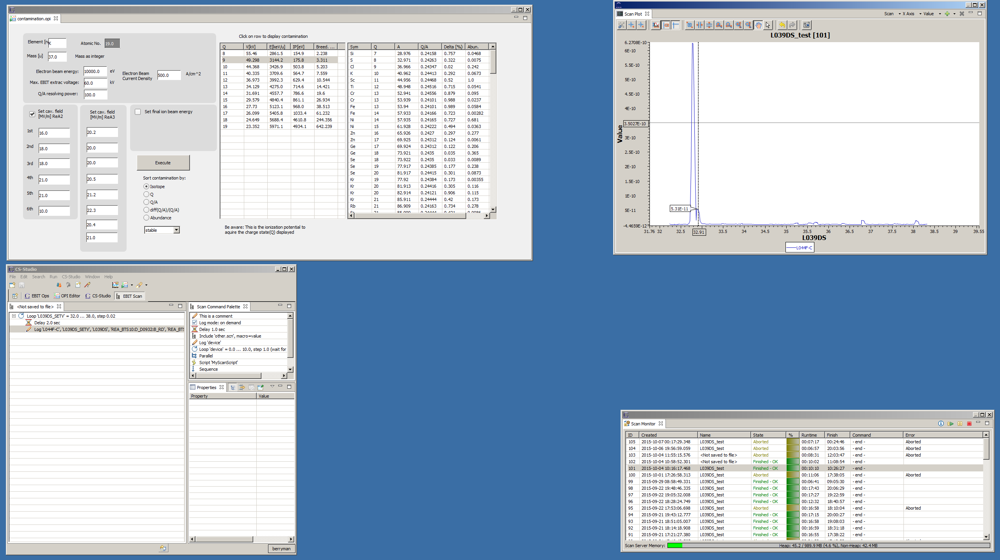 contamination.opi
Element [n
K
Atomic No.
19.0
Mass [u]
37.0
Mass as integer
Electron beam energy:
10000.0
eV
Electron Beam
Current Density
500.0
A/cm^2
Max. EBIT extrac voltage:
60.0
kV
Q/A resolving power:
100.0
Set cav. field
[MV/m] ReA2
1st 16.0
2nd 18.0
3rd 18.0
4th 21.0
5th 21.0
6th 10.0
Set cav. field
[MV/m] ReA3
20.2
20.0
20.0
20.5
21.2
22.3
20.4
21.0
Set final ion beam energy
Execute
Sort contamination by:
Isotope
Q
Q/A
diff(Q/A)/(Q/A)
Abundance
stable
Click on row to display contamination
Q V[kV] E[keV/u] IP[eV] Breed. ...
8 55.46 2861.5 154.9 2.238
9 49.298 3144.2 175.8 3.311
10 44.368 3426.9 503.8 5.203
11 40.335 3709.6 564.7 7.559
12 36.973 3992.3 629.4 10.544
13 34.129 4275.0 714.6 14.421
14 31.691 4557.7 786.6 19.6
15 29.579 4840.4 861.1 26.934
16 27.73 5123.1 968.0 38.513
17 26.099 5405.8 1033.4 61.232
18 24.649 5688.4 4610.8 244.356
19 23.352 5971.1 4934.1 642.239
Be aware: This is the ionization potential to
aquire the charge state(Q) displayed
Sym Q A Q/A Delta [%] Abun.
Si 7 28.976 0.24158 0.757 0.0468
S 8 32.971 0.24263 0.322 0.0075
Cl 9 36.966 0.24347 0.02 0.242
K 10 40.962 0.24413 0.292 0.0673
Sc 11 44.956 0.24468 0.52 1.0
Ti 12 48.948 0.24516 0.715 0.0541
Cr 13 52.941 0.24556 0.879 0.095
Cr 13 53.939 0.24101 0.988 0.0237
Fe 13 53.94 0.24101 0.989 0.0584
Fe 14 57.933 0.24166 0.723 0.00282
Ni 14 57.935 0.24165 0.727 0.681
Ni 15 61.928 0.24222 0.494 0.0363
Zn 16 65.926 0.2427 0.297 0.277
Zn 17 69.925 0.24312 0.124 0.0061
Ge 17 69.924 0.24312 0.122 0.206
Ge 18 73.921 0.2435 0.035 0.365
Se 18 73.922 0.2435 0.033 0.0089
Se 19 77.917 0.24385 0.177 0.238
Se 20 81.917 0.24415 0.301 0.0873
Kr 19 77.92 0.24384 0.173 0.00355
Kr 20 81.913 0.24416 0.305 0.116
Kr 20 82.914 0.24121 0.906 0.115
Kr 21 85.911 0.24444 0.42 0.173
Rb 21 86.909 0.24163 0.734 0.278
Scan Plot
Scan X Axis Value
L039DS_test [101]
6.2708E-10
6E-10
5.5E-10
5E-10
4.5E-10
4E-10
3.5027E-10
3E-10
2.5E-10
2E-10
1.5E-10
1E-10
5E-11
-4.4659E-12
Value
5.31E-11
31.76 32 32.5 32.91 33.5 34 34.5 35 35.5 36 36.5 37 37.5 38 38.5 39 39.55
L039DS
L044F-C
CS-Studio
File Edit Search Run CS-Studio Window Help
EBIT Ops OPI Editor CS-Studio EBIT Scan
<Not saved to file>
Loop 'L039DS_SETV' = 32.0 ... 38.0, step 0.02
Delay 2.0 sec
Log 'L044F-C', 'L039DS_SETV', 'L039DS', 'REA_BTS10:D_D0932:B_RD', 'REA_BTS
Scan Command Palette
This is a comment
Log mode: on demand
Delay 1.0 sec
Include 'other.scn', macro=value
Log 'device'
Loop 'device' = 0.0 ... 10.0, step 1.0 (wait for
Parallel
Script 'MyScanScript'
Sequence
Properties
Property Value
berryman
Scan Monitor
ID Created Name State % Runtime Finish Command Error
105 2015-10-07 00:17:29.348 L039DS_test Aborted 00:07:17 00:24:46 - end - Aborted
104 2015-10-06 19:56:59.059 L039DS_test Aborted 00:06:57 20:03:56 - end - Aborted
103 2015-10-04 11:55:15.576 <Not saved to file> Aborted 00:08:31 12:03:47 - end - Aborted
102 2015-10-04 10:58:52.301 <Not saved to file> Finished - OK 00:10:02 11:08:54 - end -
101 2015-10-04 10:16:17.468 L039DS_test Finished - OK 00:10:10 10:26:27 - end -
100 2015-10-01 17:26:58.313 L039DS_test Aborted 00:11:06 17:38:05 - end - Aborted
99 2015-09-29 08:58:49.331 L039DS_test Finished - OK 00:06:41 09:05:30 - end -
98 2015-09-22 19:48:46.335 L039DS_test Finished - OK 00:17:43 20:06:29 - end -
97 2015-09-22 19:05:32.008 L039DS_test Finished - OK 00:17:27 19:22:59 - end -
96 2015-09-22 18:28:24.749 L039DS_test Finished - OK 00:12:32 18:40:57 - end -
95 2015-09-22 17:53:06.698 L039DS_test Aborted 00:16:58 18:10:04 - end - Aborted
94 2015-09-21 19:43:12.777 L039DS_test Finished - OK 00:17:15 20:00:27 - end -
93 2015-09-21 18:51:05.007 L039DS_test Finished - OK 00:16:58 19:08:03 - end -
92 2015-09-21 18:14:18.908 L039DS_test Finished - OK 00:16:59 18:31:18 - end -
91 2015-09-21 17:21:27.380 L039DS_test Finished - OK 00:16:55 17:38:22 - end -
Scan Server Memory: Heap: 45.2 / 989.9 MB (4.6 %), Non-Heap: 42.4 MB